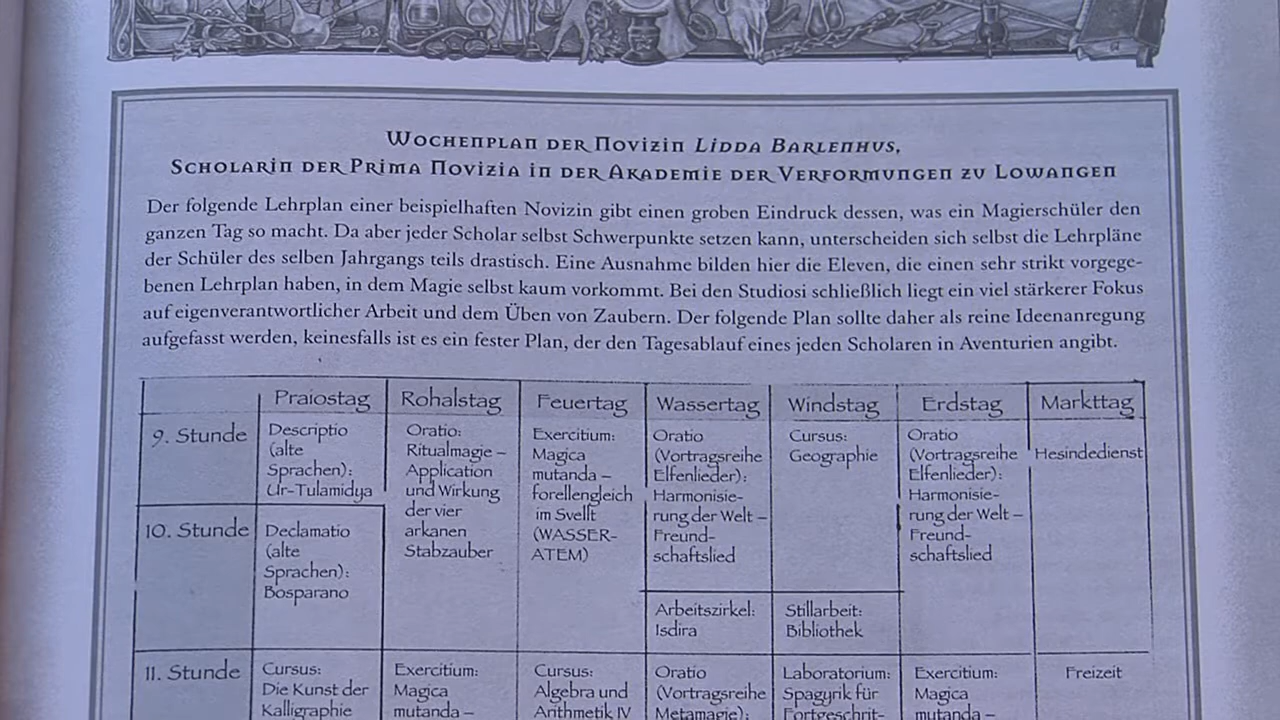 Wochenplan der Novizin Lidda Barlenhus,
Scholarin der Prima Novizia in der Akademie der Verformungen zu Lowangen
Der folgende Lehrplan einer beispielhaften Novizin gibt einen groben Eindruck dessen, was ein Magierschüler den
ganzen Tag so macht. Da aber jeder Scholar selbst Schwerpunkte setzen kann, unterscheiden sich selbst die Lehrpläne
der Schüler des selben Jahrgangs teils drastisch. Eine Ausnahme bilden hier die Eleven, die einen sehr strikt vorgege-
benen Lehrplan haben, in dem Magie selbst kaum vorkommt. Bei den Studiosi schließlich liegt ein viel stärkerer Fokus
auf eigenverantwortlicher Arbeit und dem Üben von Zaubern. Der folgende Plan sollte daher als reine Ideenanregung
aufgefasst werden, keinesfalls ist es ein fester Plan, der den Tagesablauf eines jeden Scholaren in Aventurien angibt.
Praiostag Rohalstag Feuertag Wassertag Windstag Erdstag Markttag
9. Stunde
Descriptio
(alte
Sprachen):
Ur-Tulamidya
Oratio:
Ritualmagie –
Application
und Wirkung
der vier
arkanen
Stabzauber
Exercitium:
Magica
mutanda –
forellengleich
im Svellt
(WASSER-
ATEM)
Oratio
(Vortragsreihe
Elfenlieder):
Harmonisie-
rung der Welt –
Freund-
schaftslied
Cursus:
Geographie
Oratio
(Vortragsreihe
Elfenlieder):
Harmonisie-
rung der Welt –
Freund-
schaftslied
Hesindedienst
10. Stunde
Declamatio
(alte
Sprachen):
Bosparano
Arbeitszirkel:
Isdira
Stillarbeit:
Bibliothek
11. Stunde
Cursus:
Die Kunst der
Kalligraphie
Exercitium:
Magica
mutanda –
Cursus:
Algebra und
Arithmetik IV
Oratio
(Vortragsreihe
Metamagie):
Laboratorium:
Spagyrik für
Fortgeschrit-
Exercitium:
Magica
mutanda –
Freizeit